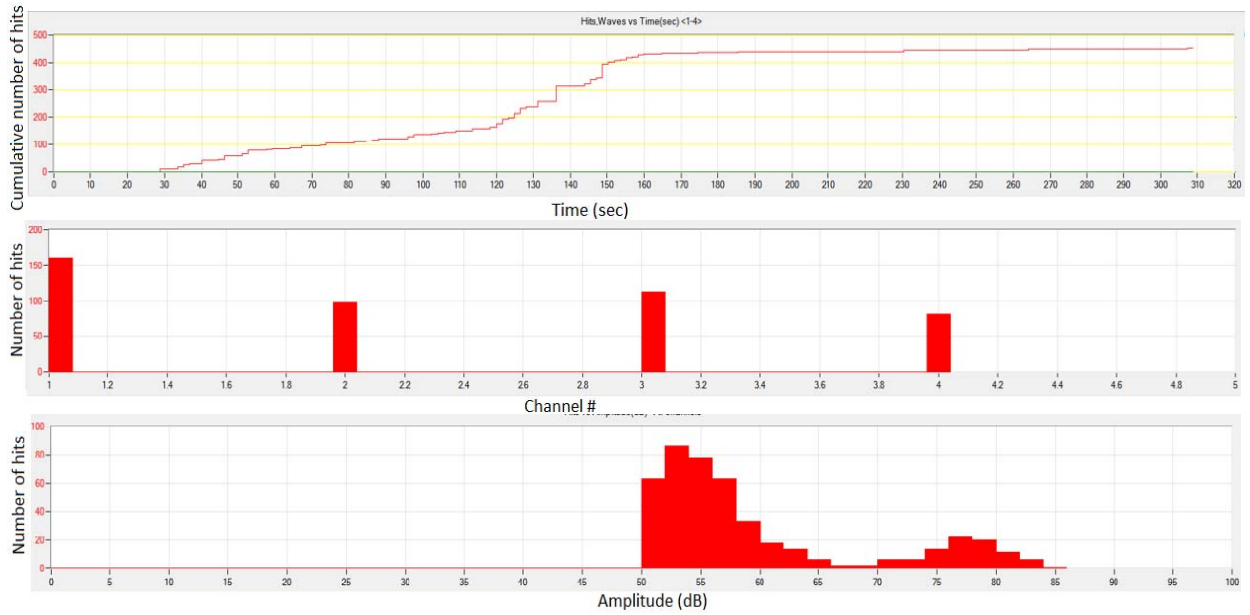 Hits,Waves vs Time(sec) <1-4>
Cumulative number of hits
500
400
300
200
100
0
0 10 20 30 40 50 60 70 80 90 100 110 120 130 140 150 160 170 180 190 200 210 220 230 240 250 260 270 280 290 300 310 320
Time (sec)
Number of hits
200
150
100
50
0
1 1.2 1.4 1.6 1.8 2 2.2 2.4 2.6 2.8 3 3.2 3.4 3.6 3.8 4 4.2 4.4 4.6 4.8 5
Channel #
Number of hits
100
80
60
40
20
0
0 5 10 15 20 25 30 35 40 45 50 55 60 65 70 75 80 85 90 95 100
Amplitude (dB)